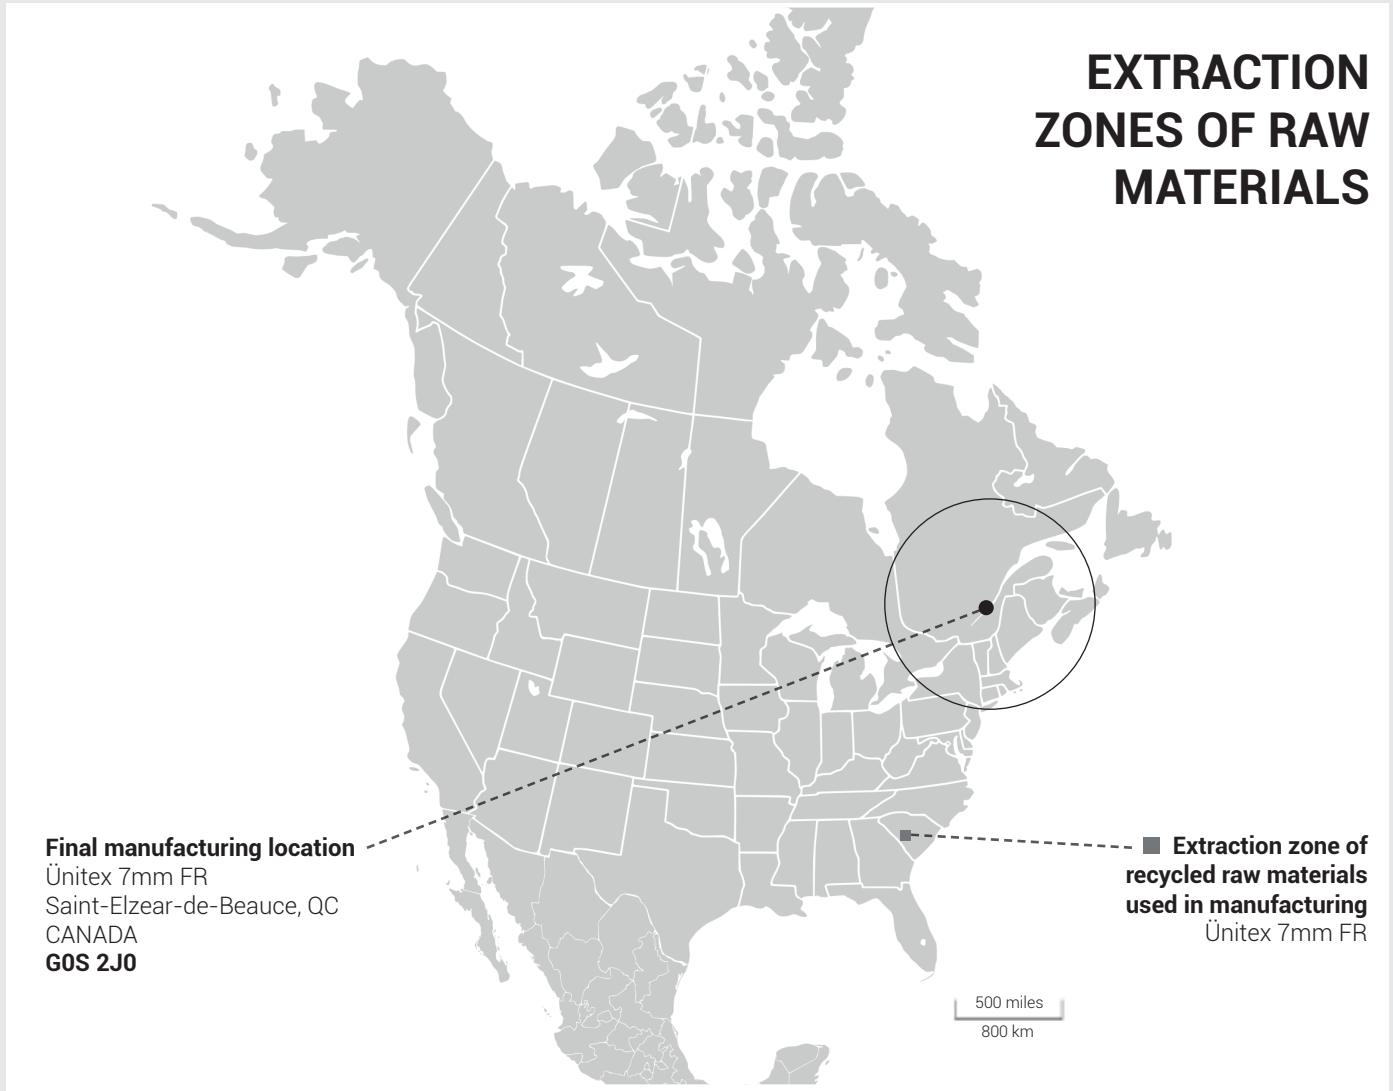 EXTRACTION
ZONES OF RAW
MATERIALS
Final manufacturing location
Ünitex 7mm FR
Saint-Elzear-de-Beauce, QC
CANADA
G0S 2J0
Extraction zone of
recycled raw materials
used in manufacturing
Ünitex 7mm FR
500 miles
800 km